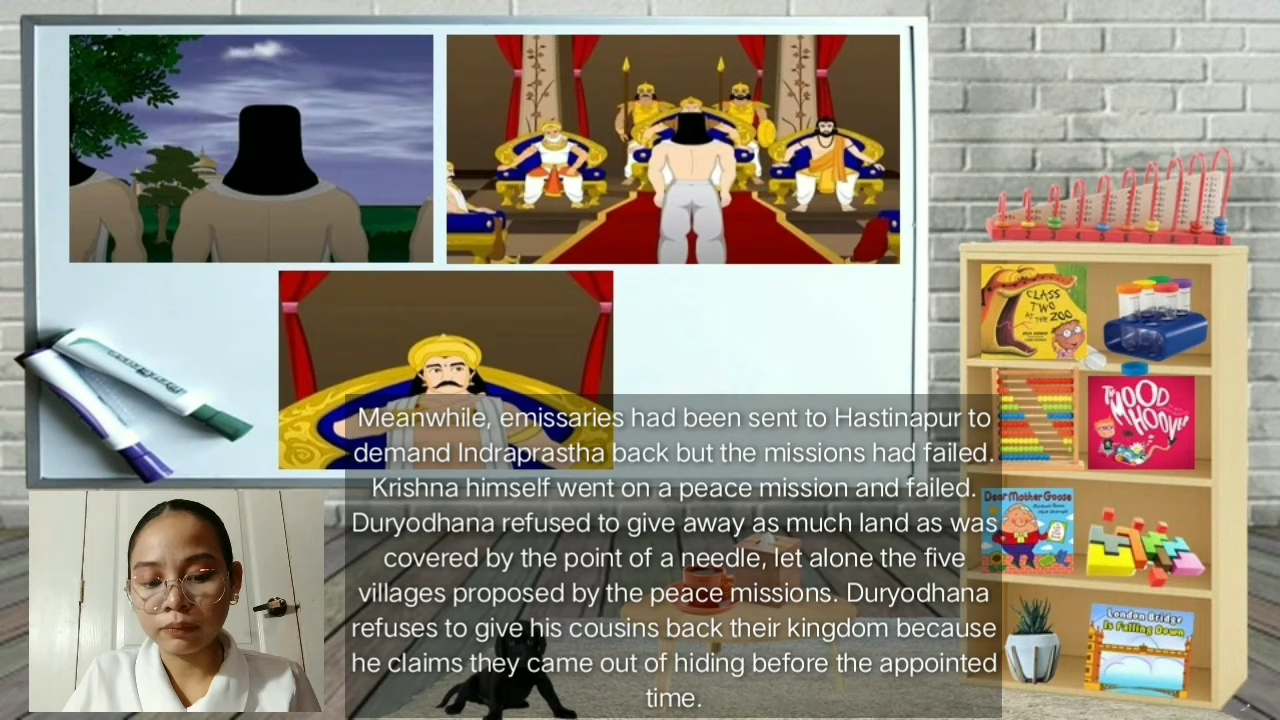 CLASS
TWO
AT THE ZOO
THE MOOD
HOOVER
Meanwhile, emissaries had been sent to Hastinapur to
demand Indraprastha back but the missions had failed.
Krishna himself went on a peace mission and failed.
Duryodhana refused to give away as much land as was
covered by the point of a needle, let alone the five
villages proposed by the peace missions. Duryodhana
refuses to give his cousins back their kingdom because
he claims they came out of hiding before the appointed
time.
Dear Mother Goose
London Bridge
Is Falling Down